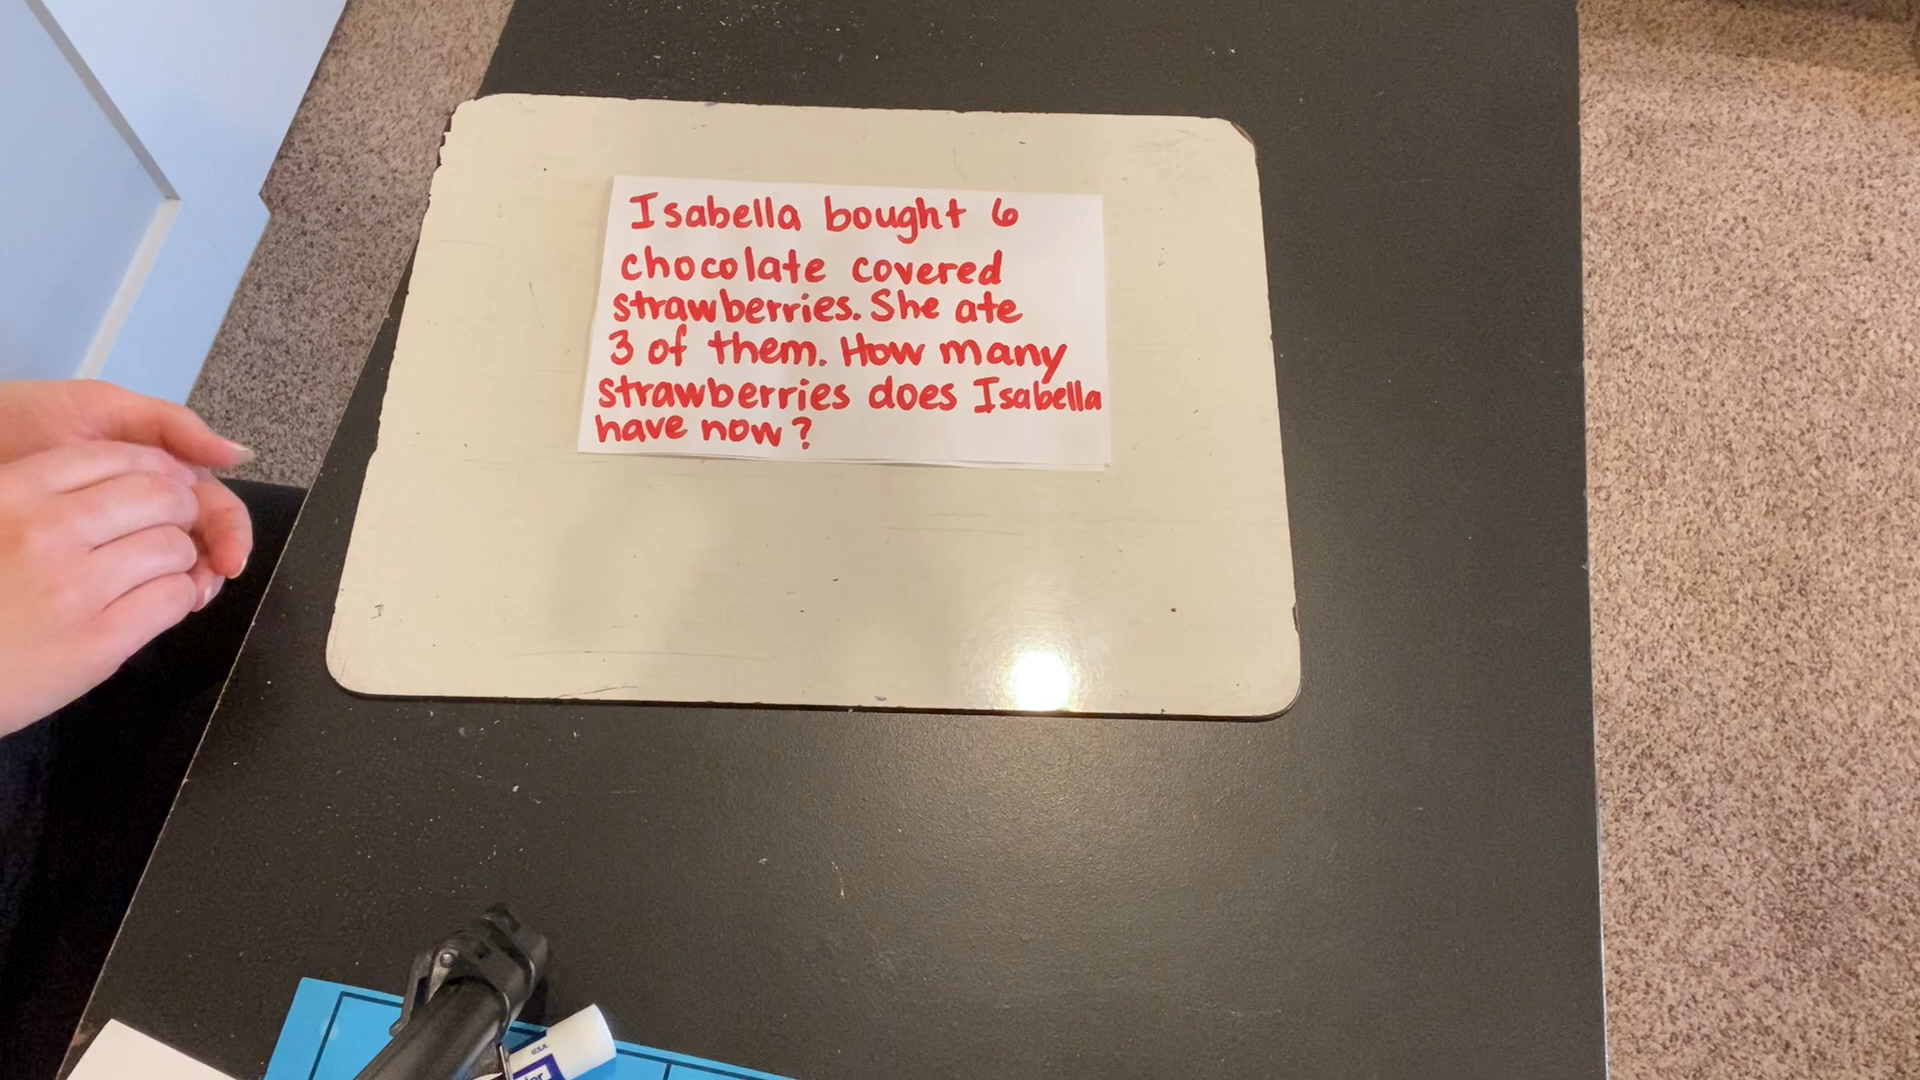 Isabella bought 6
chocolate covered
strawberries. She ate
3 of them. How many
strawberries does Isabella
have now?
U.S.A.